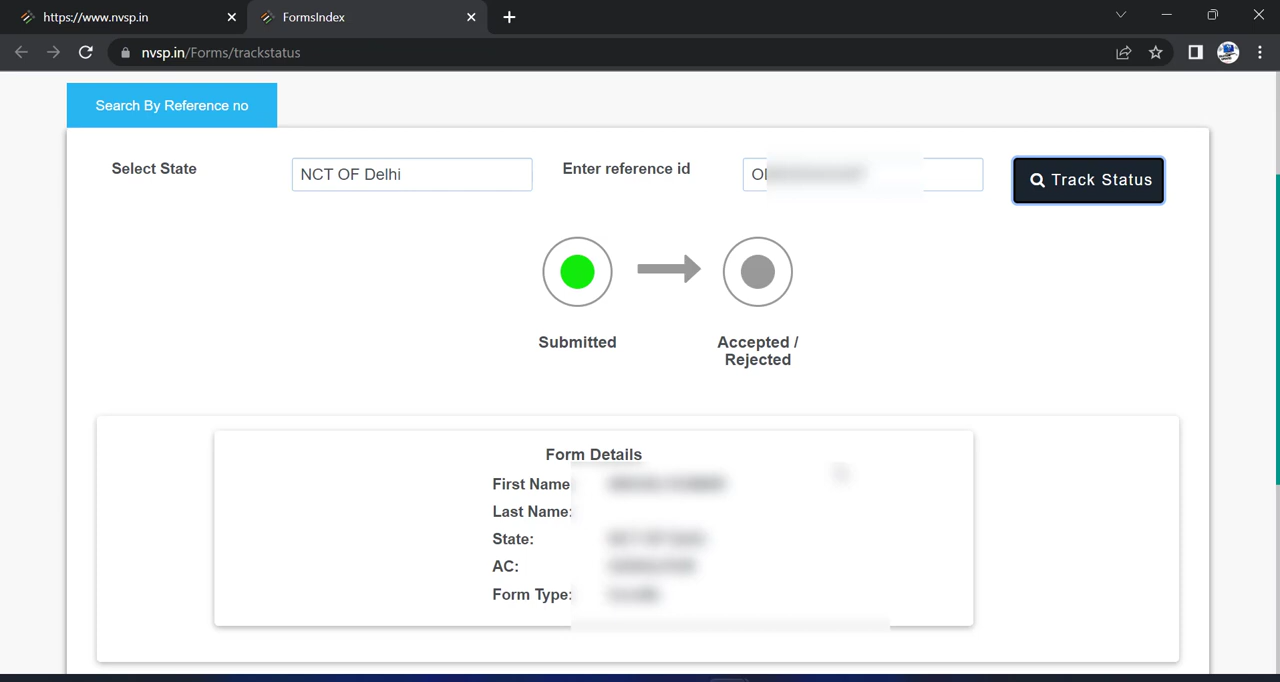 https://www.nvsp.in
FormsIndex
nvsp.in/Forms/trackstatus
Search By Reference no
Select State
NCT OF Delhi
Enter reference id
Track Status
Submitted
Accepted /
Rejected
Form Details
First Name
Last Name:
State:
AC:
Form Type: